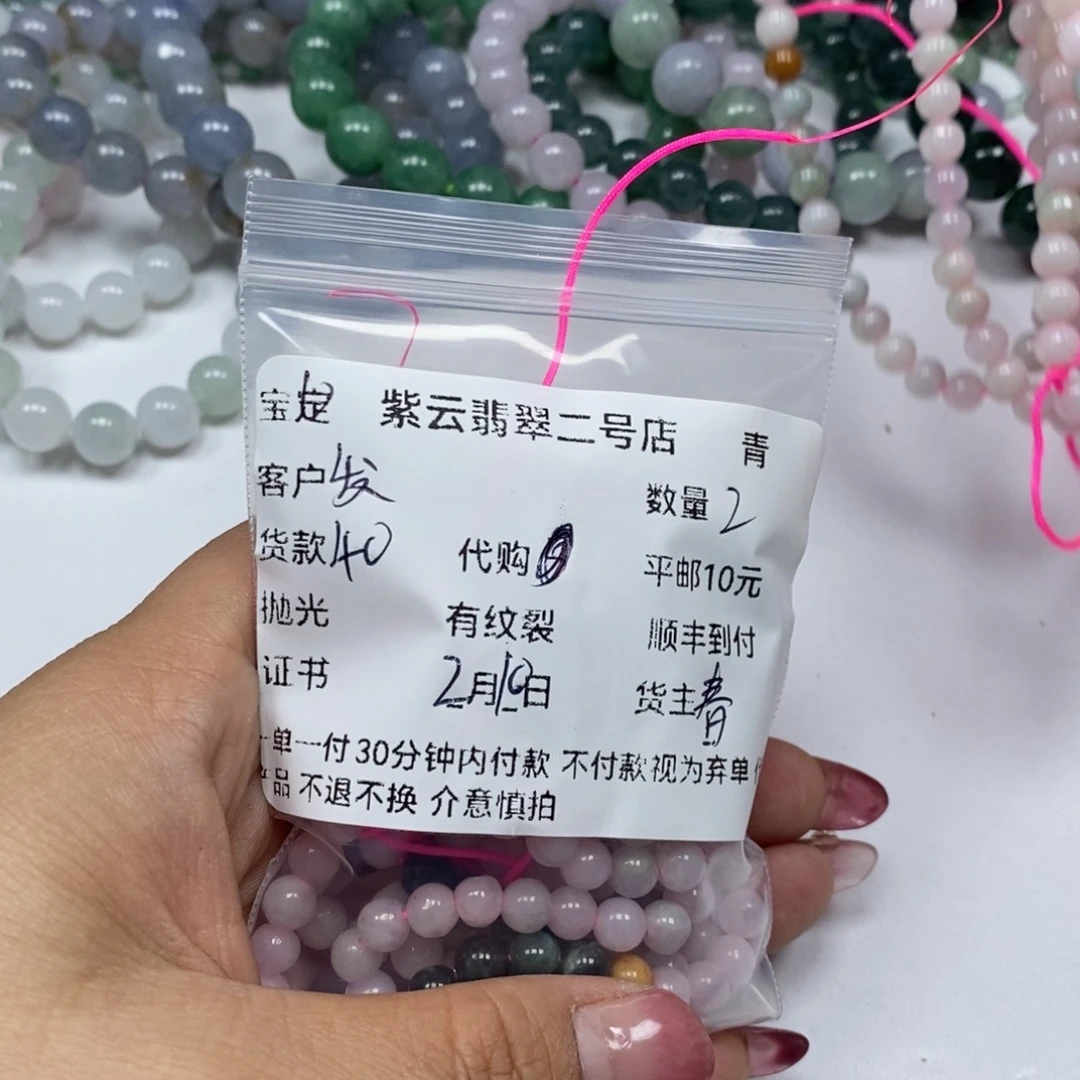 宝 定 紫云翡翠二号店 青
客户 发 数量 2
货款 40 代购 平邮10元
抛光 有纹裂 顺丰到付
证书 2月10日 货主 春
一单一付 30分钟内付款 不付款视为弃单
品 不退不换 介意慎拍